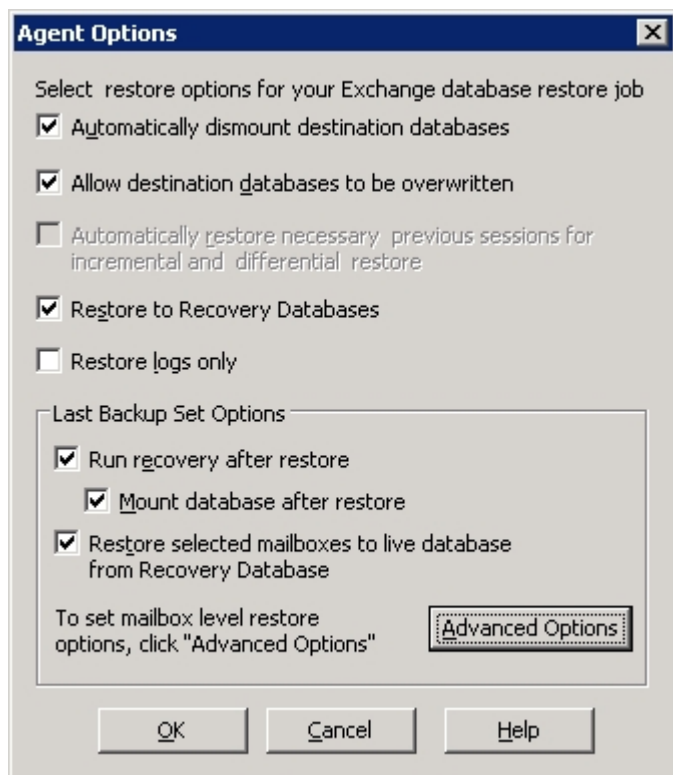 Agent Options
Select restore options for your Exchange database restore job
Automatically dismount destination databases
Allow destination databases to be overwritten
Automatically restore necessary previous sessions for
incremental and differential restore
Restore to Recovery Databases
Restore logs only
Last Backup Set Options
Run recovery after restore
Mount database after restore
Restore selected mailboxes to live database
from Recovery Database
To set mailbox level restore
options, click "Advanced Options"
Advanced Options
OK
Cancel
Help